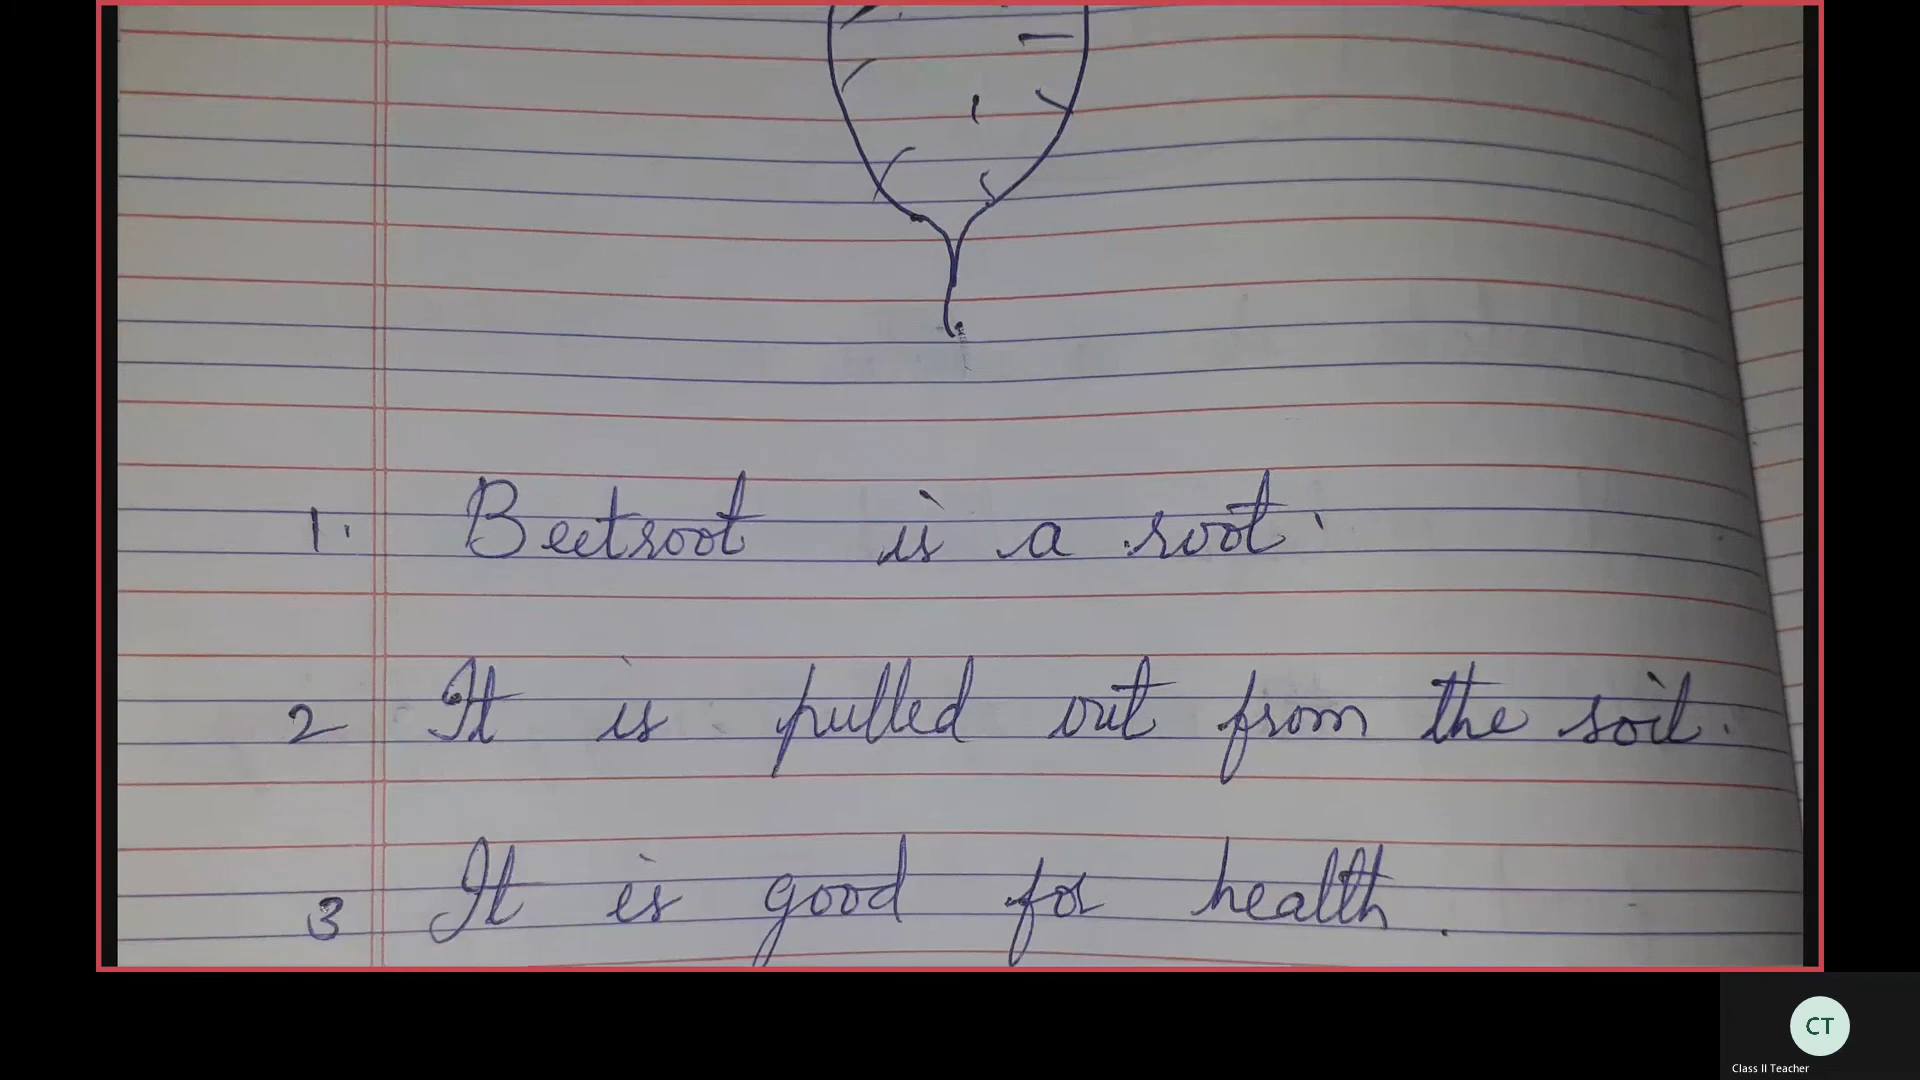 1. Beetroot is a root.
2 It is pulled out from the soil.
3 It is good for health.
CT
Class II Teacher